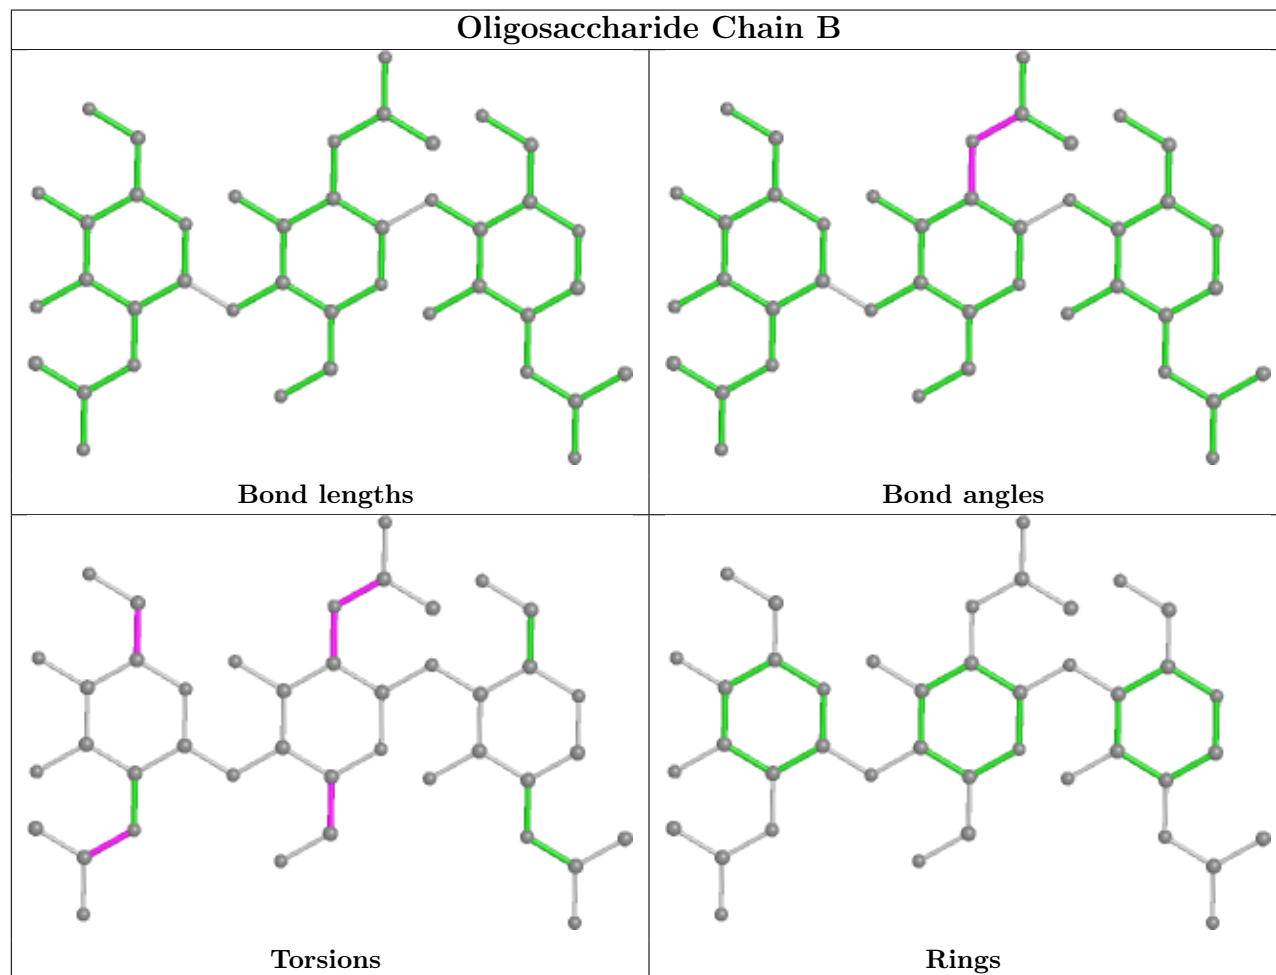 Oligosaccharide Chain B
Bond lengths
Bond angles
Torsions
Rings